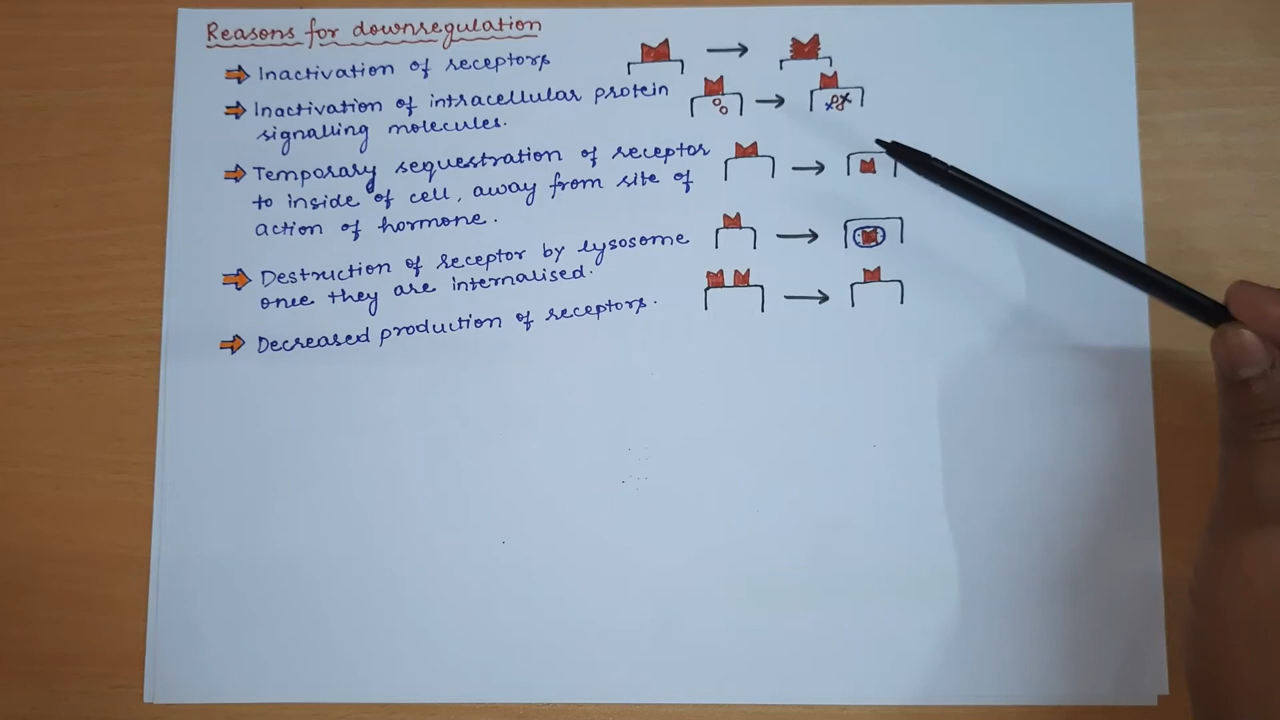 Reasons for downregulation
Inactivation of receptors
Inactivation of intracellular protein
signalling molecules.
Temporary sequestration of receptor
to inside of cell, away from site of
action of hormone.
Destruction of receptor by lysosome
once they are internalised.
Decreased production of receptors.